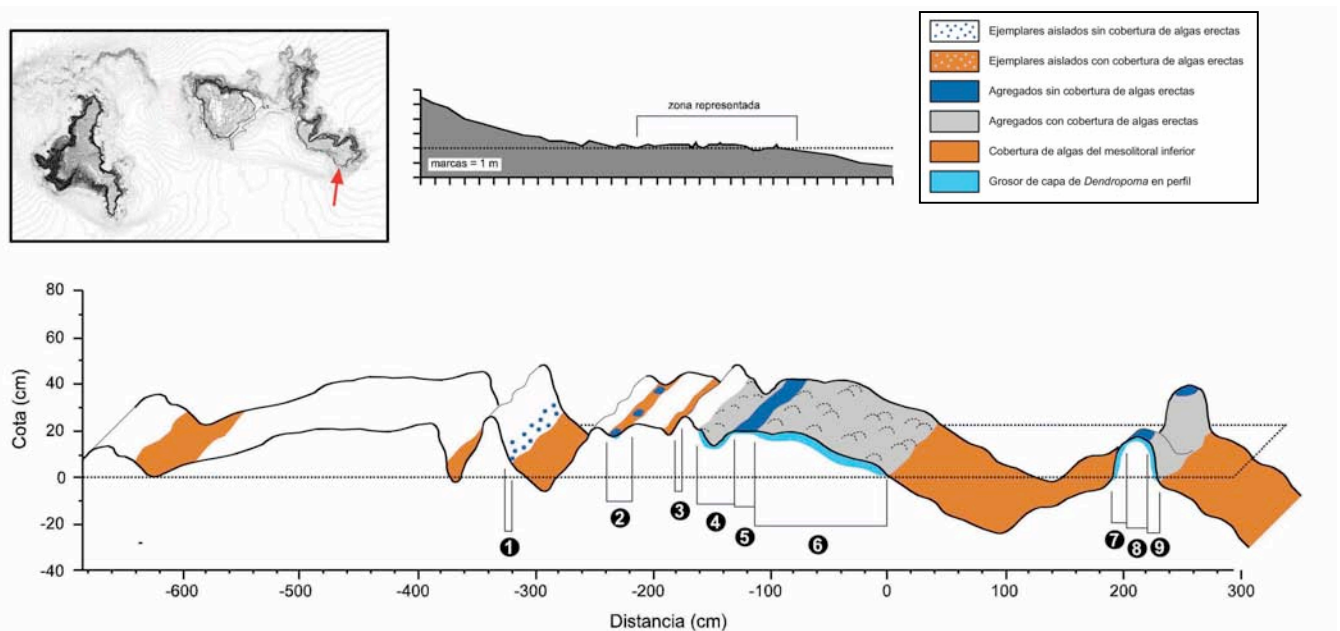 Ejemplares aislados sin cobertura de algas erectas
Ejemplares aislados con cobertura de algas erectas
Agregados sin cobertura de algas erectas
Agregados con cobertura de algas erectas
Cobertura de algas del mesolitoral inferior
Grosor de capa de Dendropoma en perfil
zona representada
marcas = 1 m
Cota (cm)
80
60
40
20
0
-20
-40
1
2
3
4
5
6
7
8
9
-600
-500
-400
-300
-200
-100
0
100
200
300
Distancia (cm)